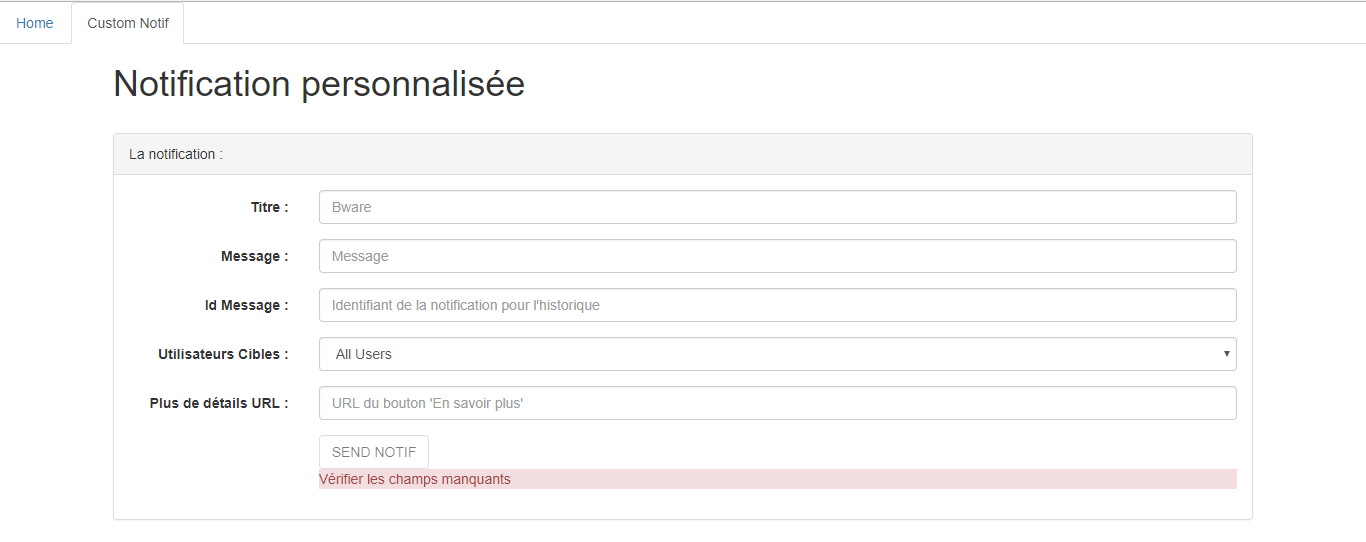 Home Custom Notif
Notification personnalisée
La notification :
Titre : Bware
Message : Message
Id Message : Identifiant de la notification pour l'historique
Utilisateurs Cibles : All Users
Plus de détails URL : URL du bouton 'En savoir plus'
SEND NOTIF
Vérifier les champs manquants